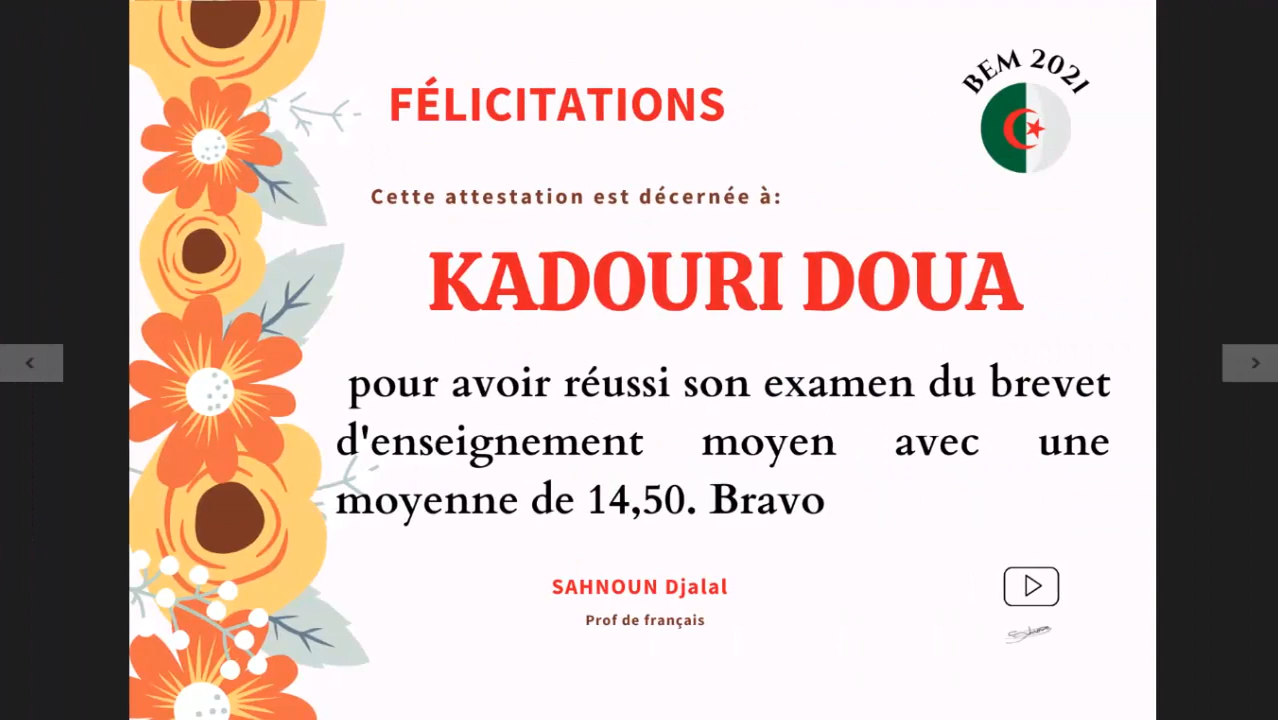 BEM 2021
FÉLICITATIONS
Cette attestation est décernée à:
KADOURI DOUA
pour avoir réussi son examen du brevet
d'enseignement moyen avec une
moyenne de 14,50. Bravo
SAHNOUN Djalal
Prof de français